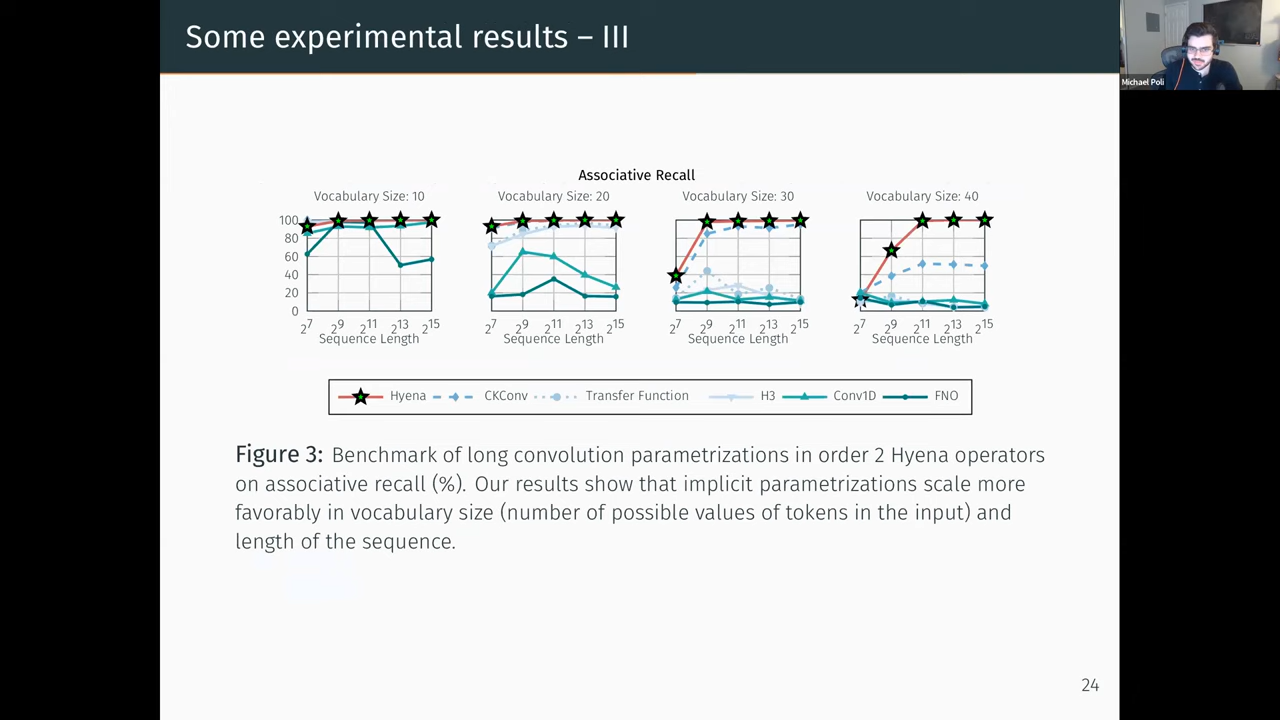 Some experimental results – III
Michael Poli
Associative Recall
Vocabulary Size: 10
Vocabulary Size: 20
Vocabulary Size: 30
Vocabulary Size: 40
100
80
60
40
20
0
2^7 2^9 2^11 2^13 2^15
2^7 2^9 2^11 2^13 2^15
2^7 2^9 2^11 2^13 2^15
2^7 2^9 2^11 2^13 2^15
Sequence Length
Sequence Length
Sequence Length
Sequence Length
Hyena CKConv Transfer Function H3 Conv1D FNO
Figure 3: Benchmark of long convolution parametrizations in order 2 Hyena operators
on associative recall (%). Our results show that implicit parametrizations scale more
favorably in vocabulary size (number of possible values of tokens in the input) and
length of the sequence.
24